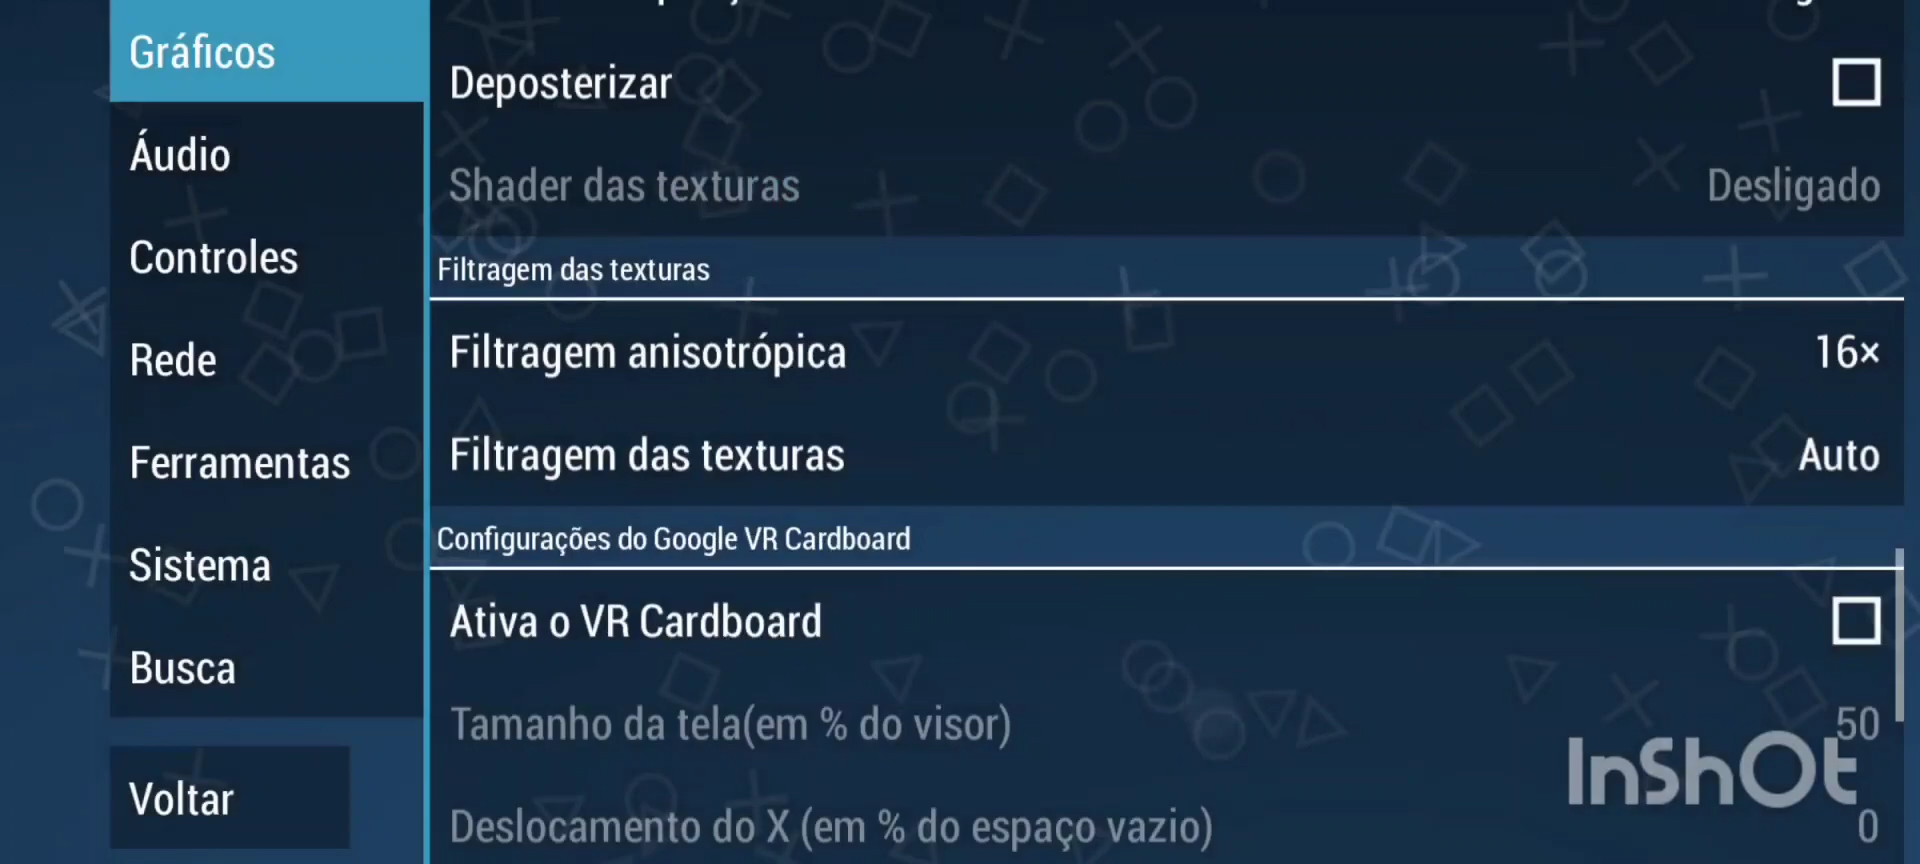 Gráficos
Áudio
Controles
Rede
Ferramentas
Sistema
Busca
Voltar
Deposterizar
Shader das texturas Desligado
Filtragem das texturas
Filtragem anisotrópica 16×
Filtragem das texturas Auto
Configurações do Google VR Cardboard
Ativa o VR Cardboard
Tamanho da tela(em % do visor) 50
Deslocamento do X (em % do espaço vazio) 0
InShOt